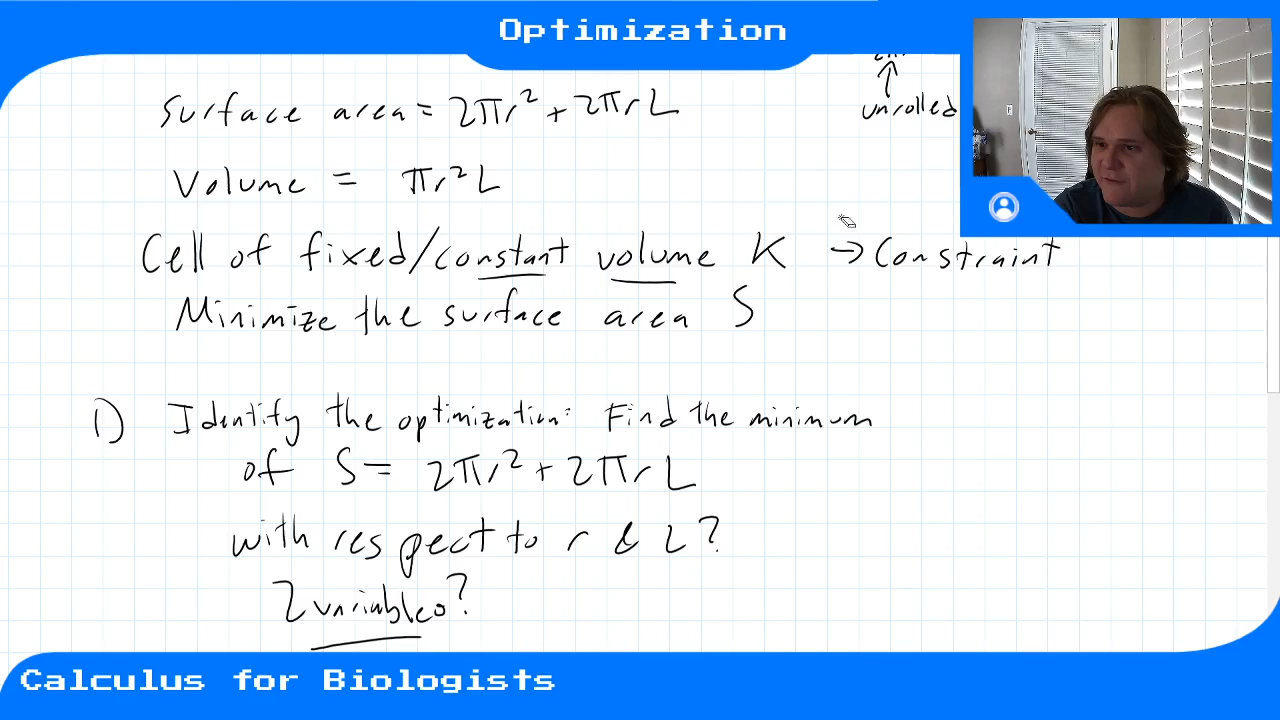 Optimization
Surface area = 2πr² + 2πrL
unrolled
Volume = πr²L
Cell of fixed/constant volume K → Constraint
Minimize the surface area S
1) Identify the optimization: Find the minimum
of S = 2πr² + 2πrL
with respect to r & L?
2 variables?
Calculus for Biologists